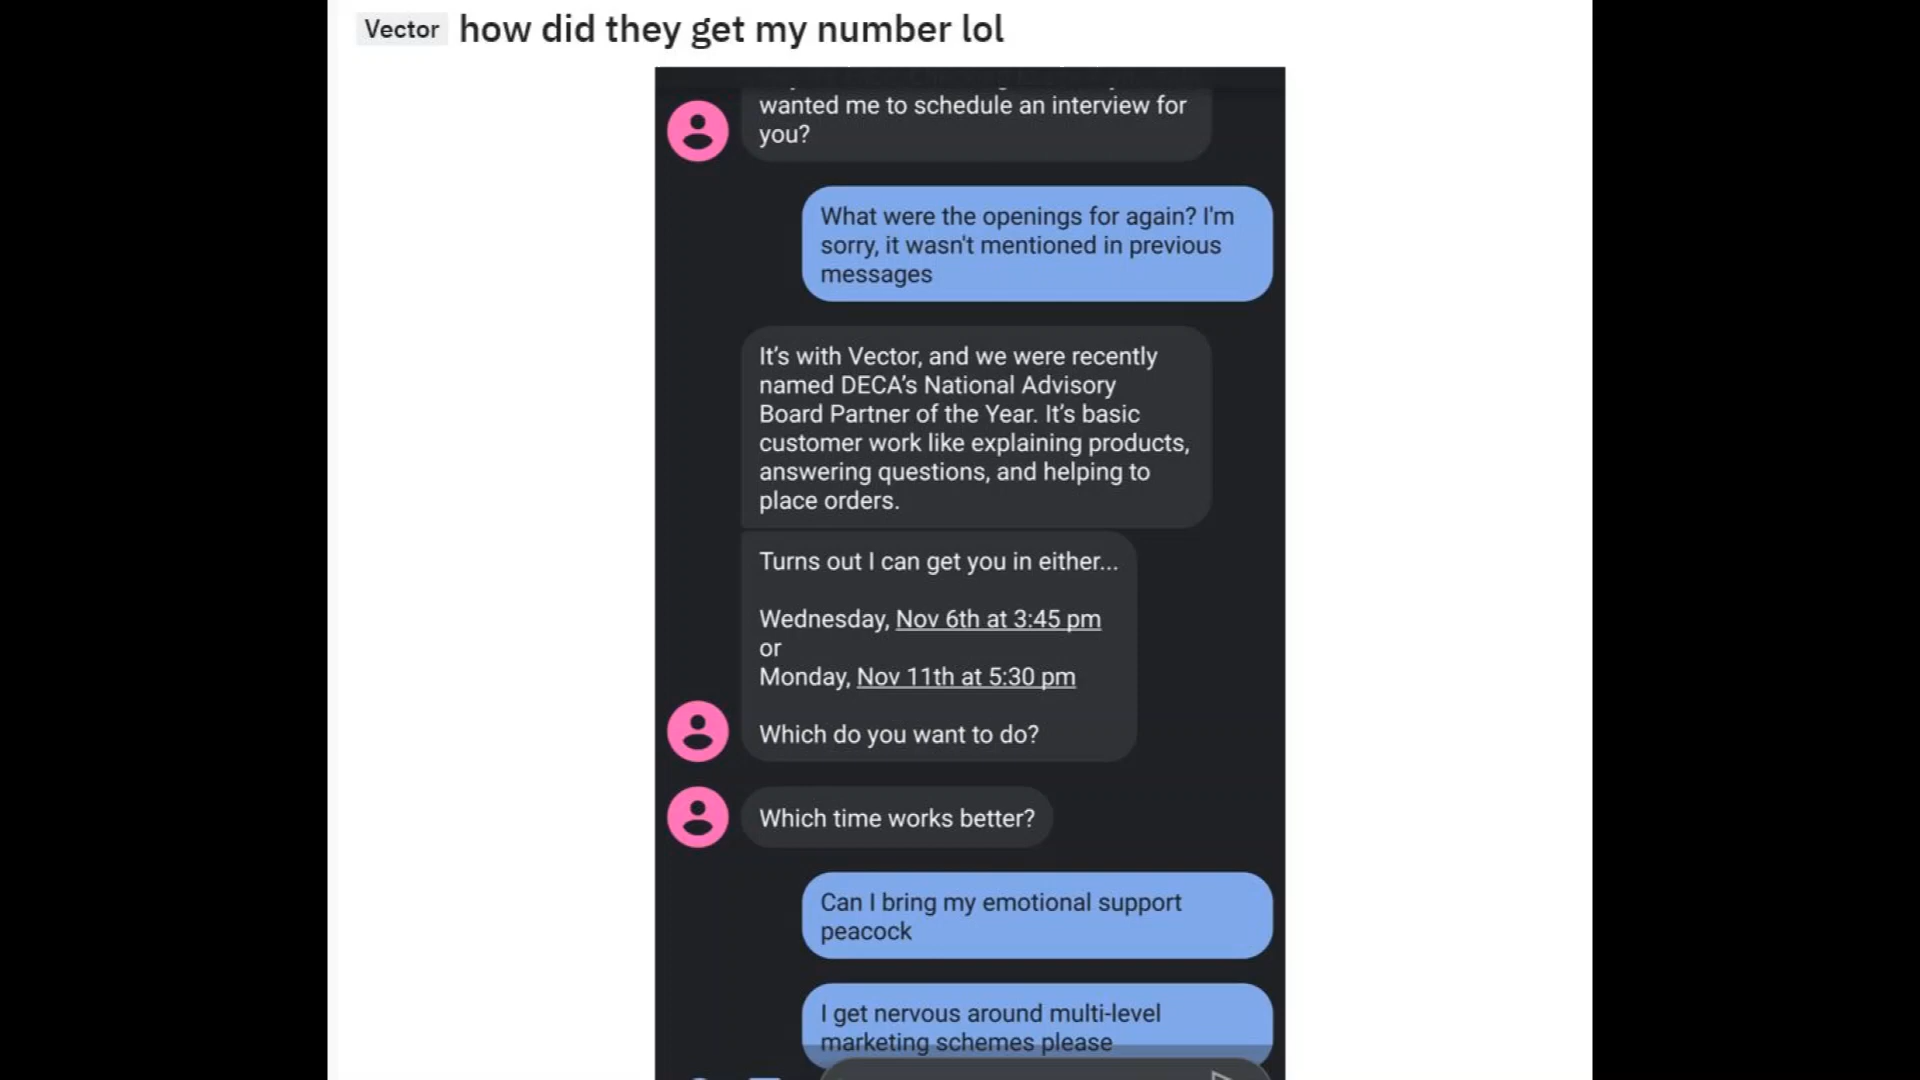 Vector how did they get my number lol
wanted me to schedule an interview for
you?
What were the openings for again? I'm
sorry, it wasn't mentioned in previous
messages
It's with Vector, and we were recently
named DECA's National Advisory
Board Partner of the Year. It's basic
customer work like explaining products,
answering questions, and helping to
place orders.
Turns out I can get you in either...
Wednesday, Nov 6th at 3:45 pm
or
Monday, Nov 11th at 5:30 pm
Which do you want to do?
Which time works better?
Can I bring my emotional support
peacock
I get nervous around multi-level
marketing schemes please